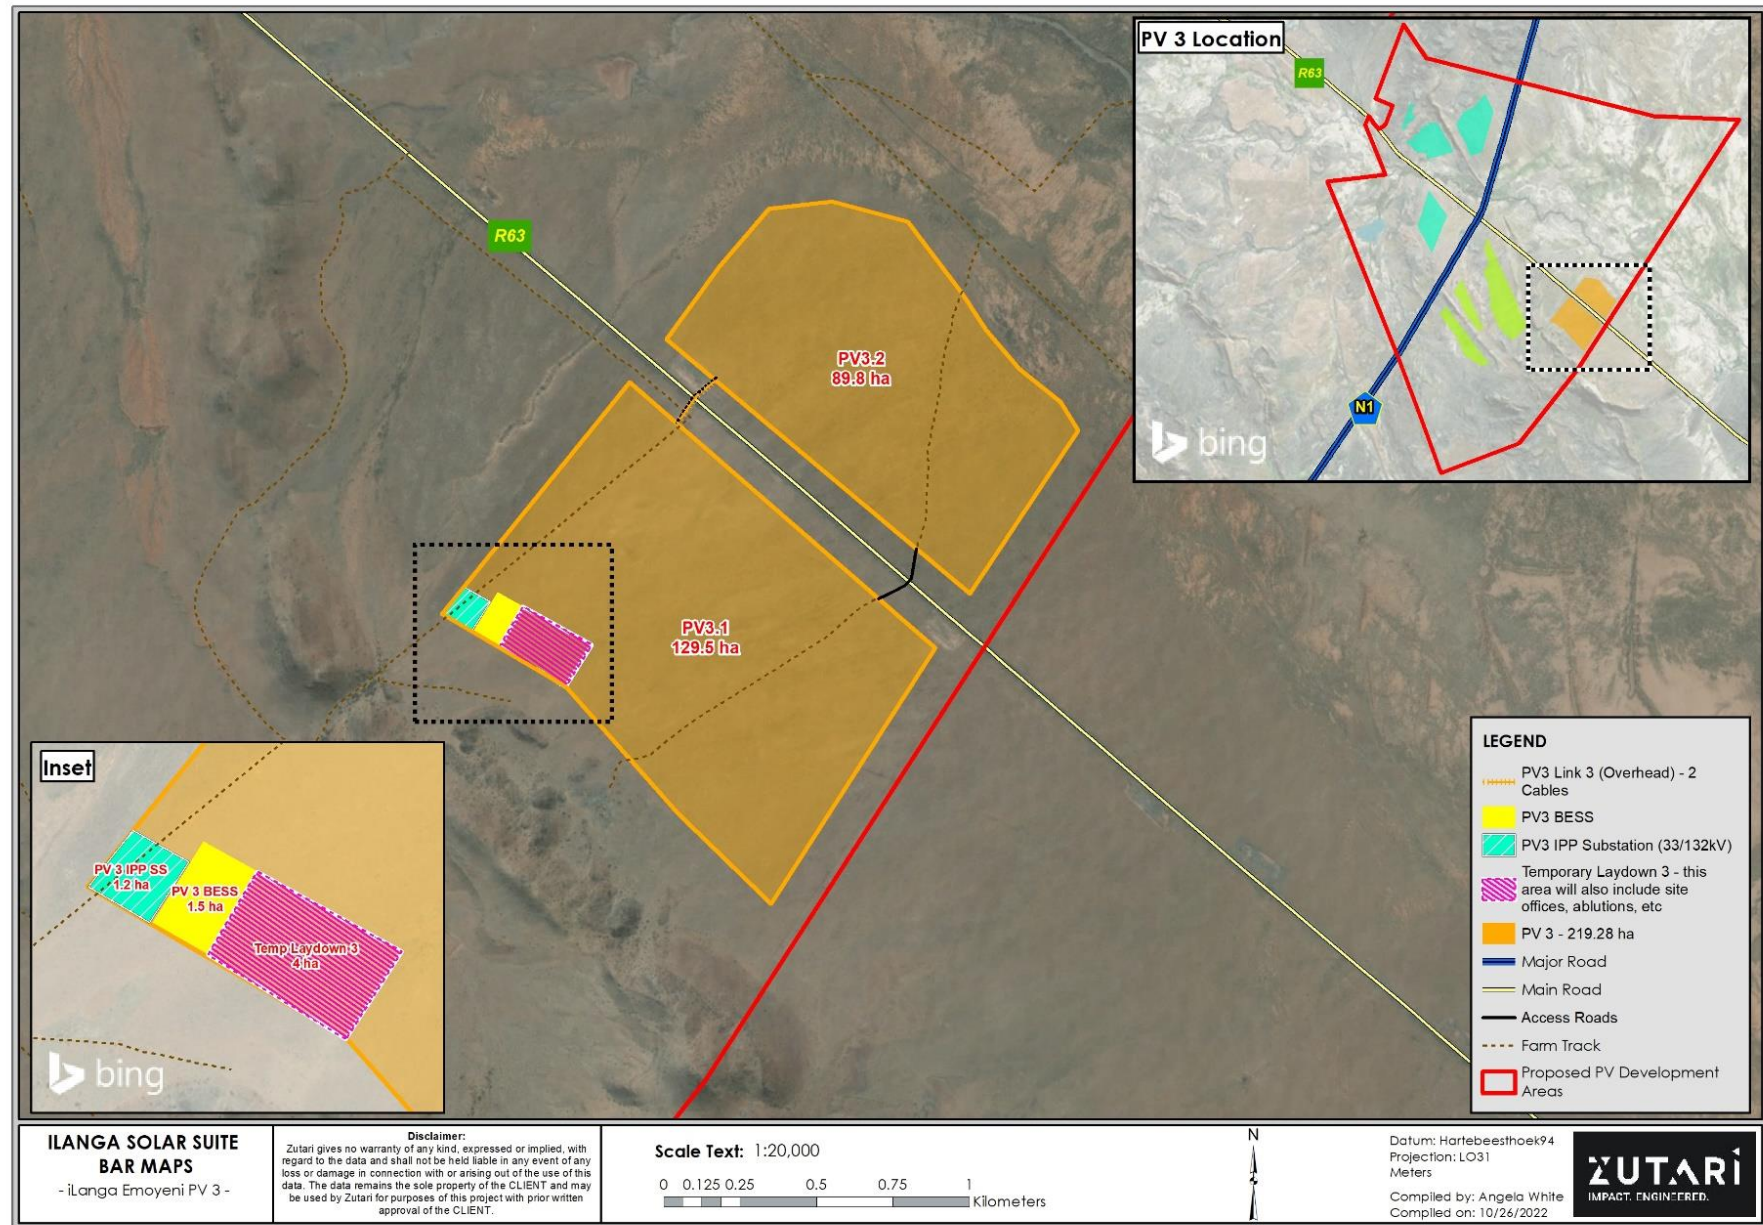 PV 3 Location
R63
N1
bing
R63
PV3.2
89.8 ha
PV3.1
129.5 ha
Inset
PV 3 IPP SS
1.2 ha
PV 3 BESS
1.5 ha
Temp Laydown 3
4 ha
bing
LEGEND
PV3 Link 3 (Overhead) - 2
Cables
PV3 BESS
PV3 IPP Substation (33/132kV)
Temporary Laydown 3 - this
area will also include site
offices, ablutions, etc
PV 3 - 219.28 ha
Major Road
Main Road
Access Roads
Farm Track
Proposed PV Development
Areas
ILANGA SOLAR SUITE
BAR MAPS
- iLanga Emoyeni PV 3 -
Disclaimer:
Zutari gives no warranty of any kind, expressed or implied, with
regard to the data and shall not be held liable in any event of any
loss or damage in connection with or arising out of the use of this
data. The data remains the sole property of the CLIENT and may
be used by Zutari for purposes of this project with prior written
approval of the CLIENT.
Scale Text: 1:20,000
0 0.125 0.25 0.5 0.75 1
Kilometers
N
Datum: Hartebeesthoek94
Projection: LO31
Meters
Compiled by: Angela White
Compiled on: 10/26/2022
ZUTARI
IMPACT. ENGINEERED.